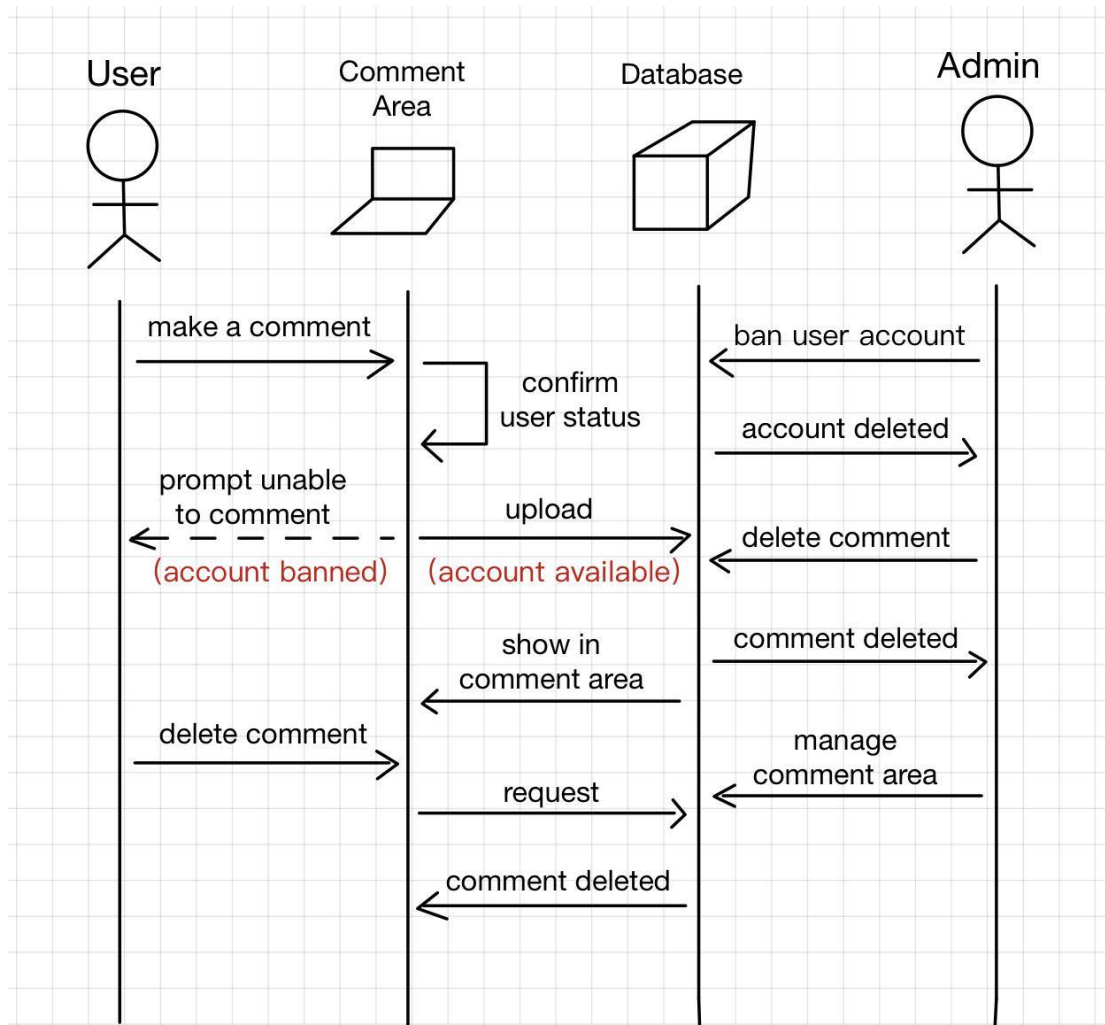 User
Comment
Area
Database
Admin
make a comment
ban user account
confirm
user status
account deleted
prompt unable
to comment
upload
delete comment
(account banned)
(account available)
show in
comment area
comment deleted
delete comment
manage
comment area
request
comment deleted